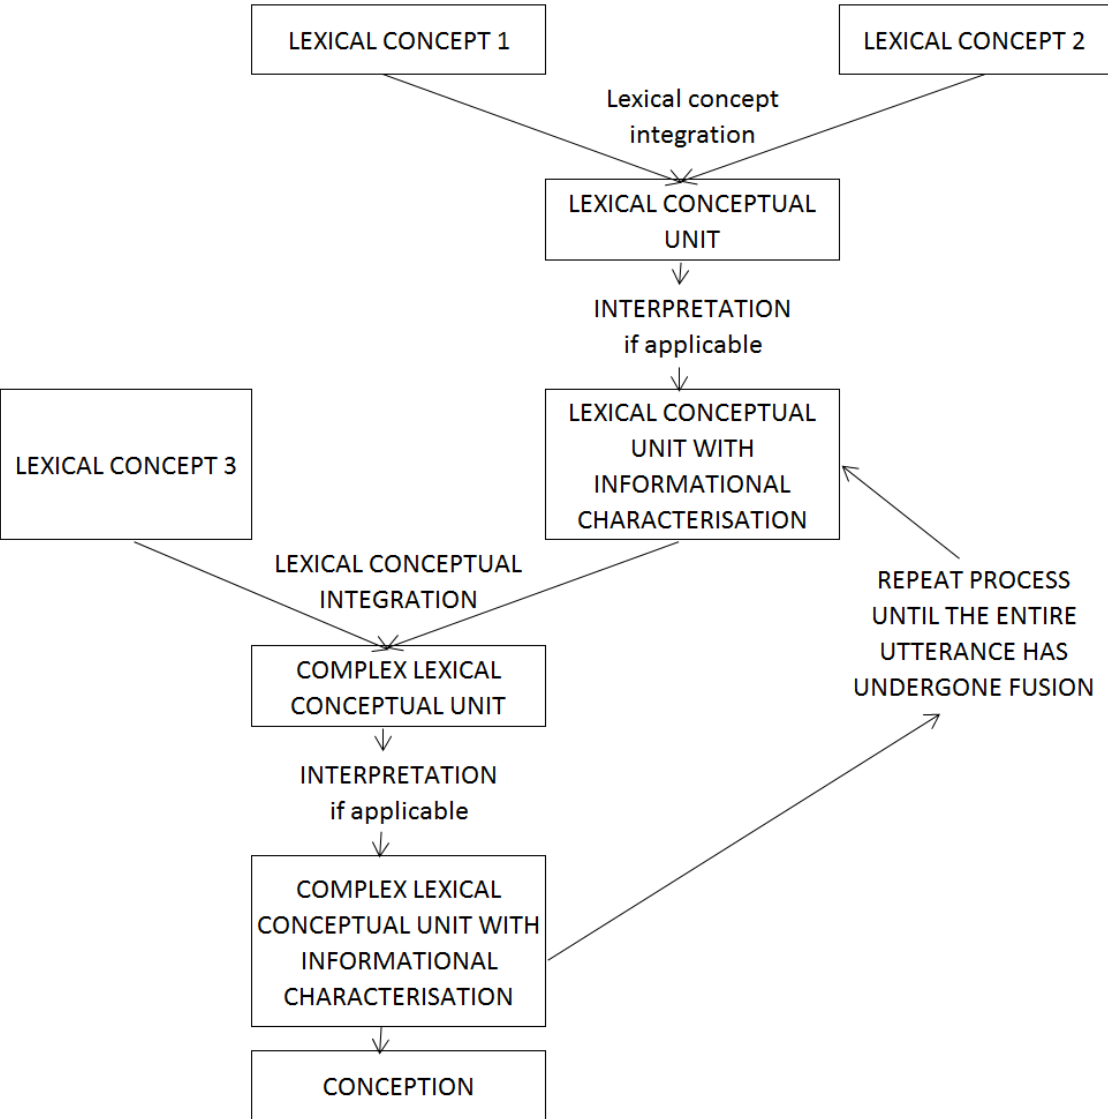 LEXICAL CONCEPT 1
LEXICAL CONCEPT 2
Lexical concept
integration
LEXICAL CONCEPTUAL
UNIT
INTERPRETATION
if applicable
LEXICAL CONCEPT 3
LEXICAL CONCEPTUAL
UNIT WITH
INFORMATIONAL
CHARACTERISATION
LEXICAL CONCEPTUAL
INTEGRATION
REPEAT PROCESS
UNTIL THE ENTIRE
UTTERANCE HAS
UNDERGONE FUSION
COMPLEX LEXICAL
CONCEPTUAL UNIT
INTERPRETATION
if applicable
COMPLEX LEXICAL
CONCEPTUAL UNIT WITH
INFORMATIONAL
CHARACTERISATION
CONCEPTION